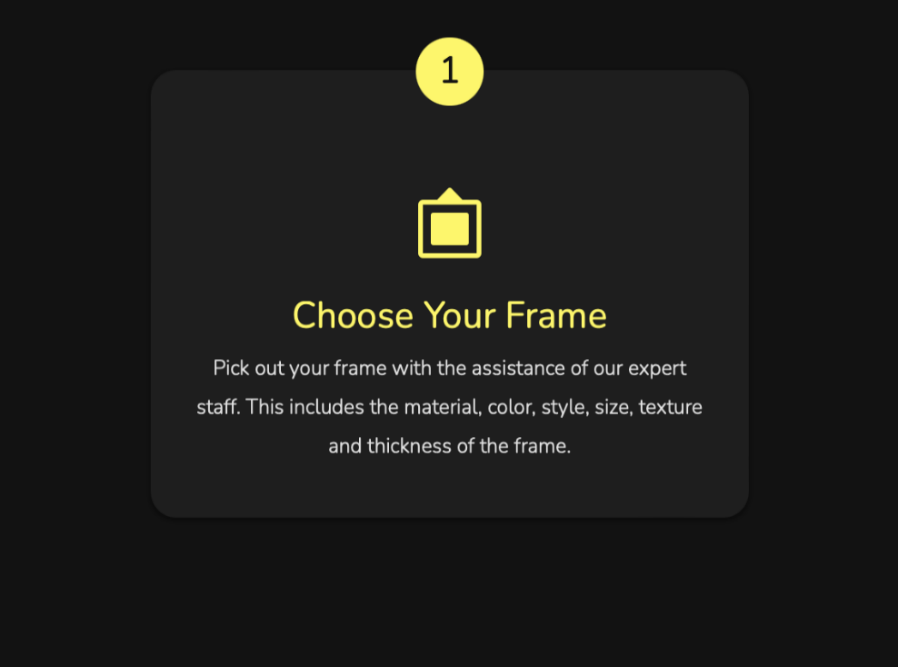 1
Choose Your Frame
Pick out your frame with the assistance of our expert
staff. This includes the material, color, style, size, texture
and thickness of the frame.